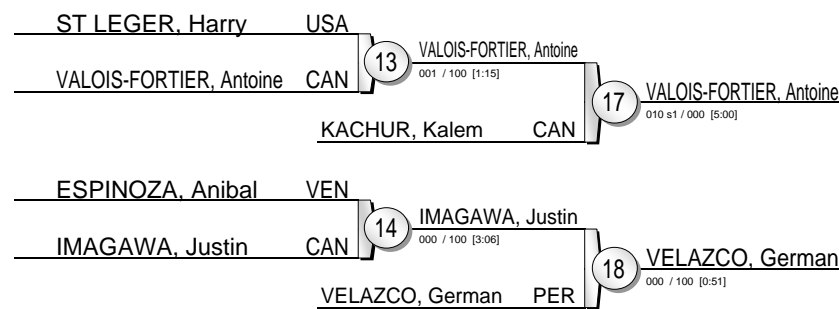 ST LEGER, Harry USA
13
VALOIS-FORTIER, Antoine
001 / 100 [1:15]
VALOIS-FORTIER, Antoine CAN
17
VALOIS-FORTIER, Antoine
010 s1 / 000 [5:00]
KACHUR, Kalem CAN
ESPINOZA, Anibal VEN
14
IMAGAWA, Justin
000 / 100 [3:06]
IMAGAWA, Justin CAN
18
VELAZCO, German
000 / 100 [0:51]
VELAZCO, German PER